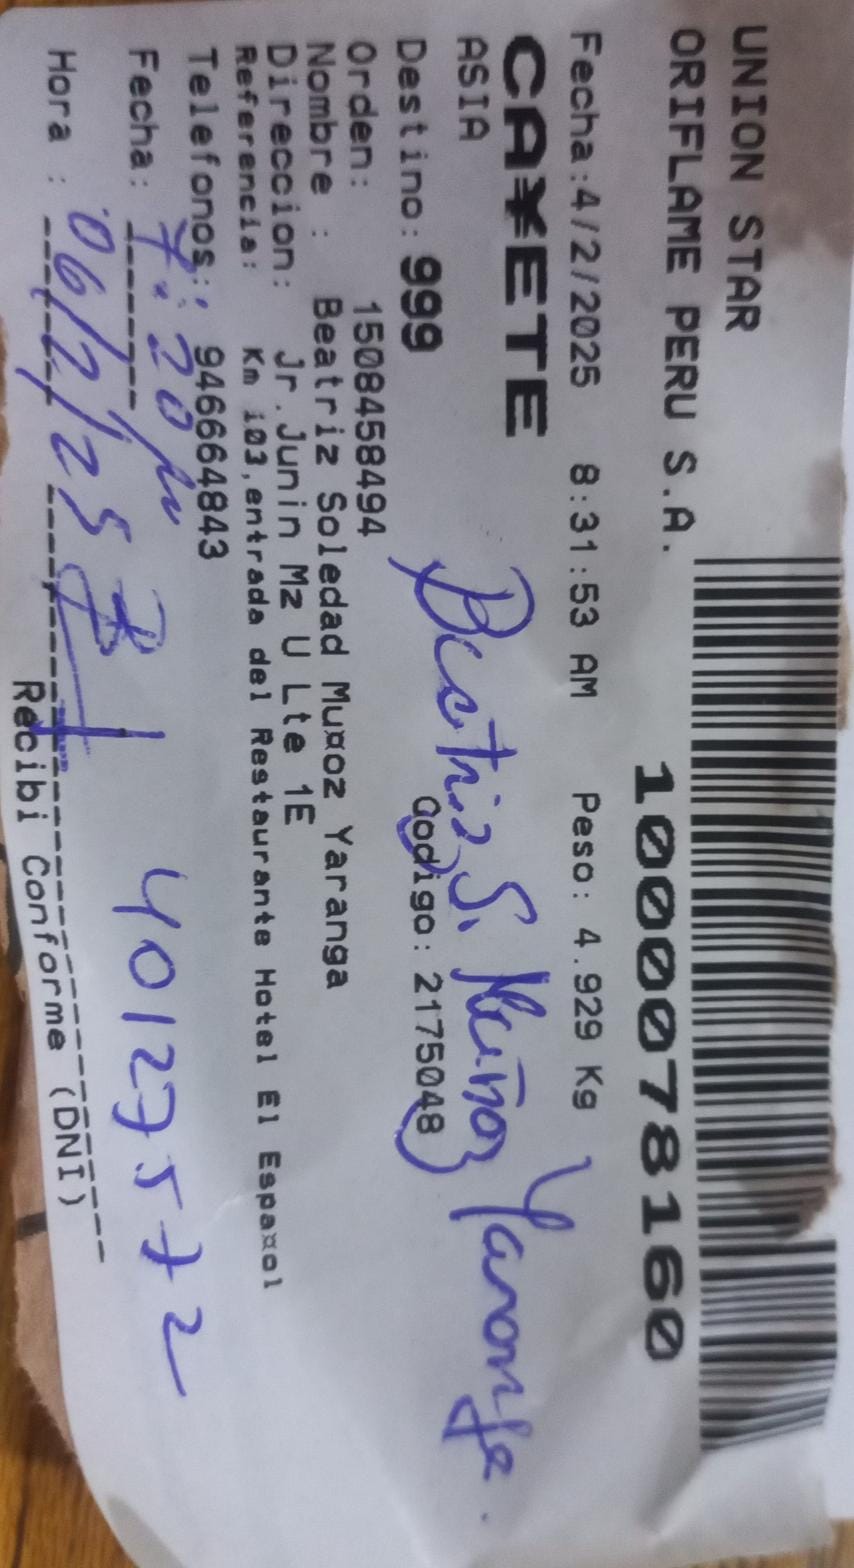 UNION STAR
ORIFLAME PERU S.A.
1000078160
Fecha:4/2/2025 8:31:53 AM Peso: 4.929 Kg
CA¥ETE
ASIA
Beatriz S. Muñoz Yaranga.
Destino: 999 Codigo: 2175048
Orden: 1508458494
Nombre : Beatriz Soledad Mu¤oz Yaranga
Direccion: Jr.Junin Mz U Lte 1E
Referencia: Km 103,entrada del Restaurante Hotel El Espa¤ol
Telefonos: 946664843
Fecha: 7:20 40127572
Hora : 06/2/25
Recibi Conforme (DNI)